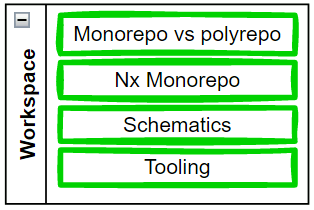 Workspace
Monorepo vs polyrepo
Nx Monorepo
Schematics
Tooling